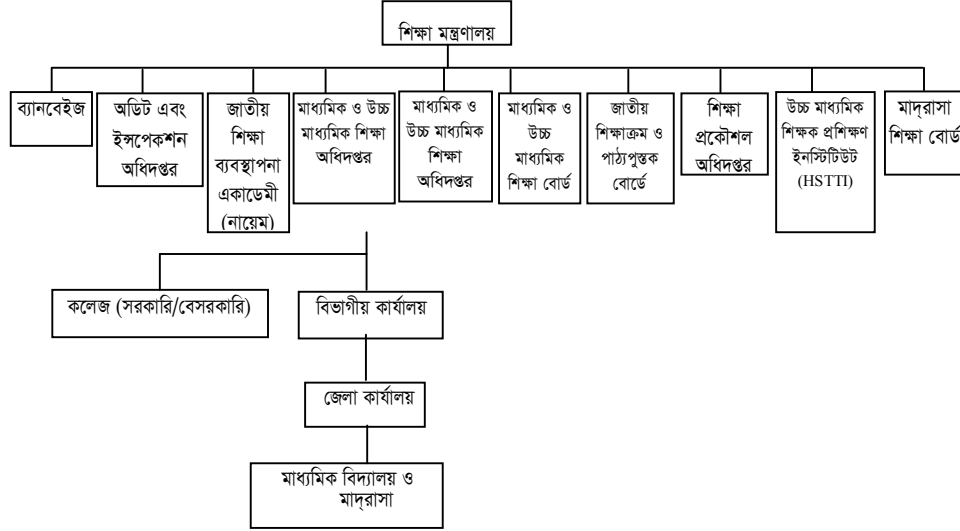 শিক্ষা মন্ত্রণালয়
ব্যানবেইজ
অডিট এবং
ইন্সপেকশন
অধিদপ্তর
জাতীয়
শিক্ষা
ব্যবস্থাপনা
একাডেমী
(নায়েম)
মাধ্যমিক ও উচ্চ
মাধ্যমিক শিক্ষা
অধিদপ্তর
মাধ্যমিক ও
উচ্চ মাধ্যমিক
শিক্ষা
অধিদপ্তর
মাধ্যমিক ও
উচ্চ
মাধ্যমিক
শিক্ষা বোর্ড
জাতীয়
শিক্ষাক্রম ও
পাঠ্যপুস্তক
বোর্ডে
শিক্ষা
প্রকৌশল
অধিদপ্তর
উচ্চ মাধ্যমিক
শিক্ষক প্রশিক্ষণ
ইনস্টিটিউট
(HSTTI)
মাদ্‌রাসা
শিক্ষা বোর্ড
কলেজ (সরকারি/বেসরকারি)
বিভাগীয় কার্যালয়
জেলা কার্যালয়
মাধ্যমিক বিদ্যালয় ও
মাদ্‌রাসা